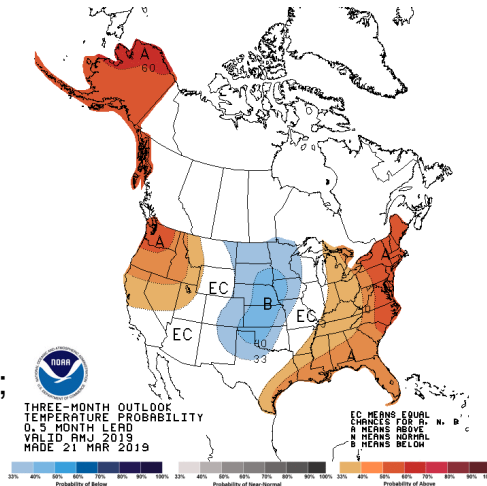 A
60
A
EC
B
A
EC
EC
40
A
33
;
NOAA
THREE-MONTH OUTLOOK
TEMPERATURE PROBABILITY
0.5 MONTH LEAD
VALID AMJ 2019
MADE 21 MAR 2019
EC MEANS EQUAL
CHANCES FOR A, N, B
A MEANS ABOVE
N MEANS NORMAL
B MEANS BELOW
33% 40% 50% 60% 70% 80% 90% 100%
Probability of Below
33% 40% 50% 60% 70% 80% 90% 100%
Probability of Near-Normal
33% 40% 50% 60% 70% 80% 90% 10
Probability of Above